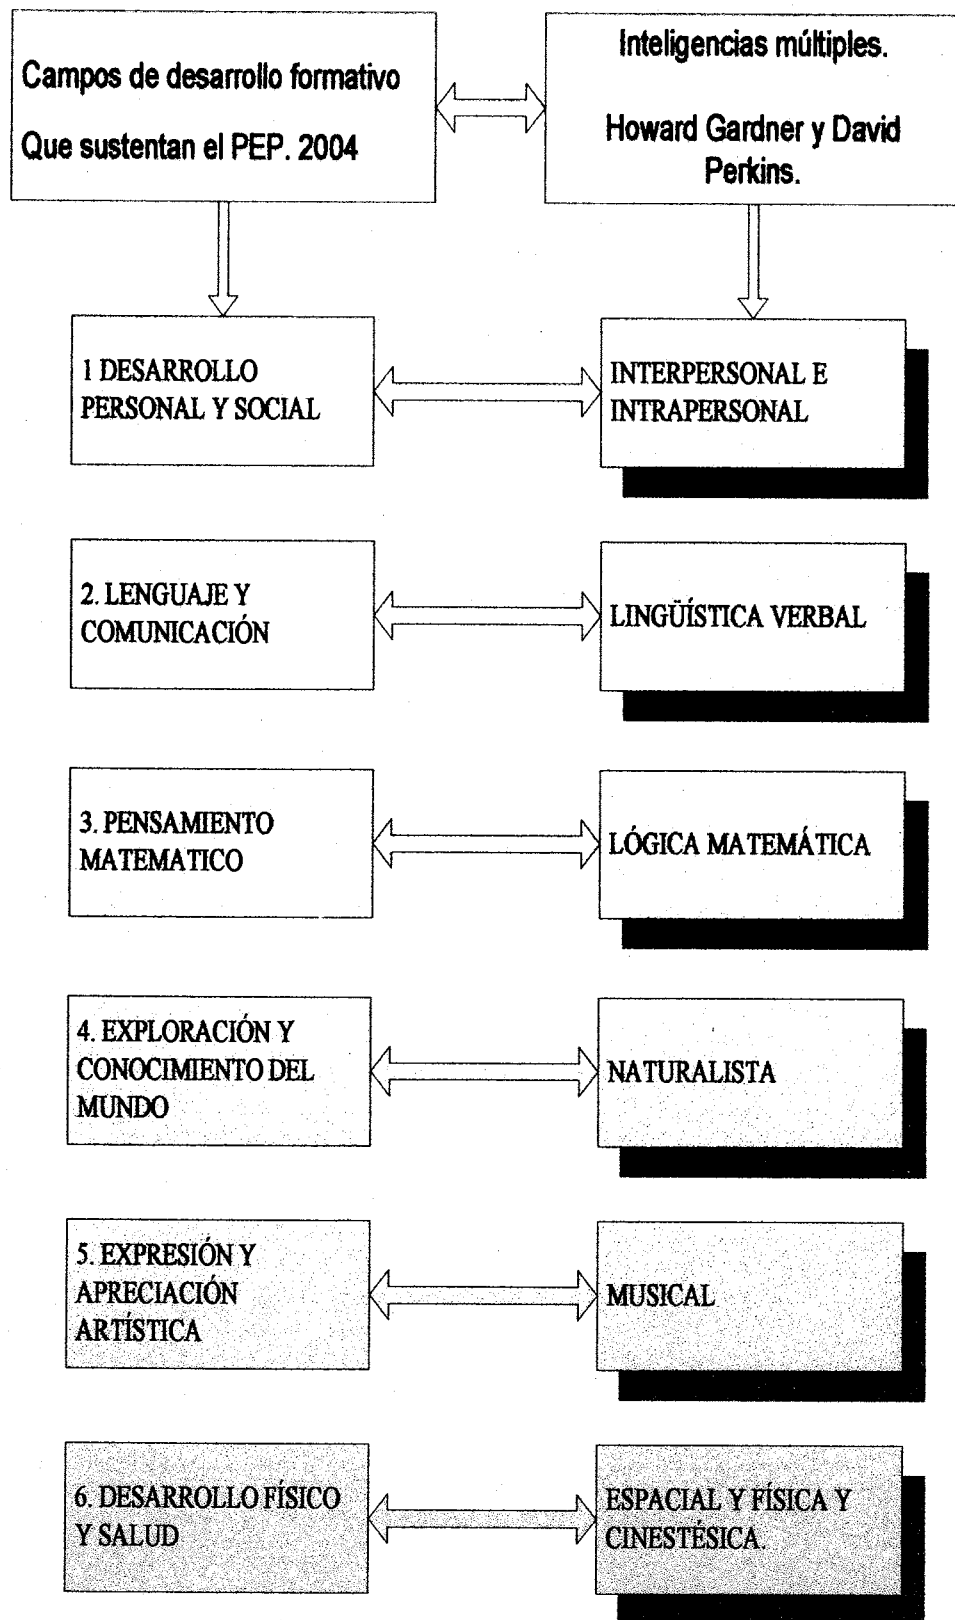 Campos de desarrollo formativo
Que sustentan el PEP. 2004
Inteligencias múltiples.
Howard Gardner y David
Perkins.
1 DESARROLLO
PERSONAL Y SOCIAL
INTERPERSONAL E
INTRAPERSONAL
2. LENGUAJE Y
COMUNICACIÓN
LINGÜÍSTICA VERBAL
3. PENSAMIENTO
MATEMATICO
LÓGICA MATEMÁTICA
4. EXPLORACIÓN Y
CONOCIMIENTO DEL
MUNDO
NATURALISTA
5. EXPRESIÓN Y
APRECIACIÓN
ARTÍSTICA
MUSICAL
6. DESARROLLO FÍSICO
Y SALUD
ESPACIAL Y FÍSICA Y
CINESTÉSICA.